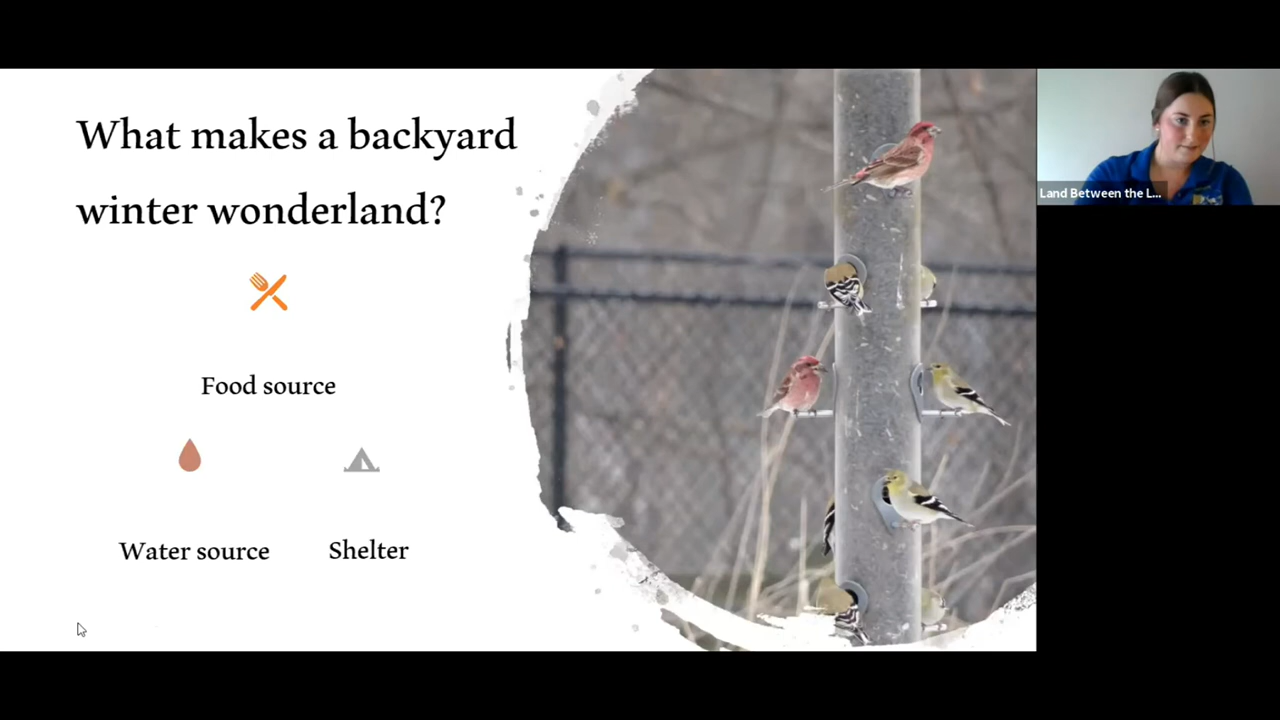 What makes a backyard
winter wonderland?
Food source
Water source
Shelter
Land Between the L...